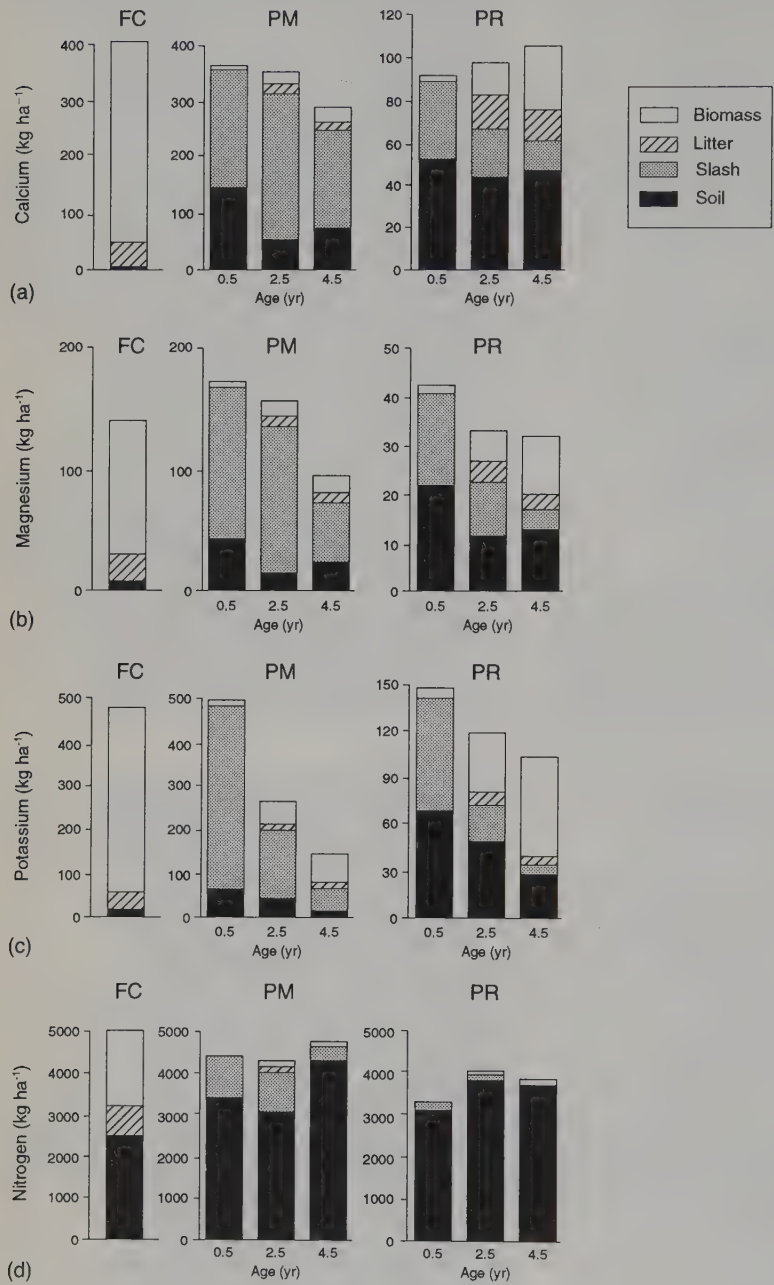 FC PM PR
Calcium (kg ha⁻¹)
400 300 200 100 0
400 300 200 100 0
120 100 80 60 40 20 0
0.5 2.5 4.5
Age (yr)
0.5 2.5 4.5
Age (yr)
Biomass
Litter
Slash
Soil
(a)
FC PM PR
Magnesium (kg ha⁻¹)
200 100 0
200 100 0
50 40 30 20 10 0
0.5 2.5 4.5
Age (yr)
0.5 2.5 4.5
Age (yr)
(b)
FC PM PR
Potassium (kg ha⁻¹)
500 400 300 200 100 0
500 400 300 200 100 0
150 120 90 60 30 0
0.5 2.5 4.5
Age (yr)
0.5 2.5 4.5
Age (yr)
(c)
FC PM PR
Nitrogen (kg ha⁻¹)
5000 4000 3000 2000 1000 0
5000 4000 3000 2000 1000 0
5000 4000 3000 2000 1000 0
0.5 2.5 4.5
Age (yr)
0.5 2.5 4.5
Age (yr)
(d)